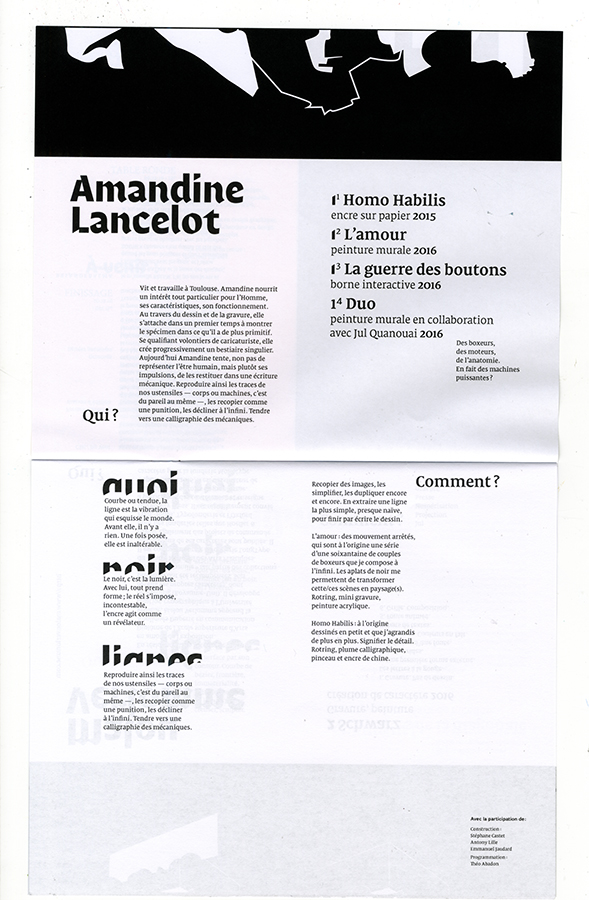 Amandine
Lancelot
1¹ Homo Habilis
encre sur papier 2015
1² L’amour
peinture murale 2016
1³ La guerre des boutons
borne interactive 2016
1⁴ Duo
peinture murale en collaboration
avec Jul Quanouai 2016
Des boxeurs,
des moteurs,
de l’anatomie.
En fait des machines
puissantes ?
Qui ?
Vit et travaille à Toulouse. Amandine nourrit
un intérêt tout particulier pour l’Homme,
ses caractéristiques, son fonctionnement.
Au travers du dessin et de la gravure, elle
s’attache dans un premier temps à montrer
le spécimen dans ce qu’il a de plus primitif.
Se qualifiant volontiers de caricaturiste, elle
crée progressivement un bestiaire singulier.
Aujourd’hui Amandine tente, non pas de
représenter l’être humain, mais plutôt ses
impulsions, de les restituer dans une écriture
mécanique. Reproduire ainsi les traces de
nos ustensiles — corps ou machines, c’est
du pareil au même —, les recopier comme
une punition, les décliner à l’infini. Tendre
vers une calligraphie des mécaniques.
quoi
Courbe ou tendue, la
ligne est la vibration
qui esquisse le monde.
Avant elle, il n’y a
rien. Une fois posée,
elle est inaltérable.
noir
Le noir, c’est la lumière.
Avec lui, tout prend
forme ; le réel s’impose,
incontestable,
l’encre agit comme
un révélateur.
lignes
Reproduire ainsi les traces
de nos ustensiles — corps ou
machines, c’est du pareil au
même —, les recopier comme
une punition, les décliner
à l’infini. Tendre vers une
calligraphie des mécaniques.
Comment ?
Recopier des images, les
simplifier, les dupliquer encore
et encore. En extraire une ligne
la plus simple, presque naïve,
pour finir par écrire le dessin.
L’amour : des mouvement arrêtés,
qui sont à l’origine une série
d’une soixantaine de couples
de boxeurs que je compose à
l’infini. Les aplats de noir me
permettent de transformer
cette/ces scènes en paysage(s).
Rotring, mini gravure,
peinture acrylique.
Homo Habilis : à l’origine
dessinés en petit et que j’agrandis
de plus en plus. Signifier le détail.
Rotring, plume calligraphique,
pinceau et encre de chine.
Avec la participation de :
Construction :
Stéphane Castet
Antony Lille
Emmanuel Jaudard
Programmation :
Théo Abadon